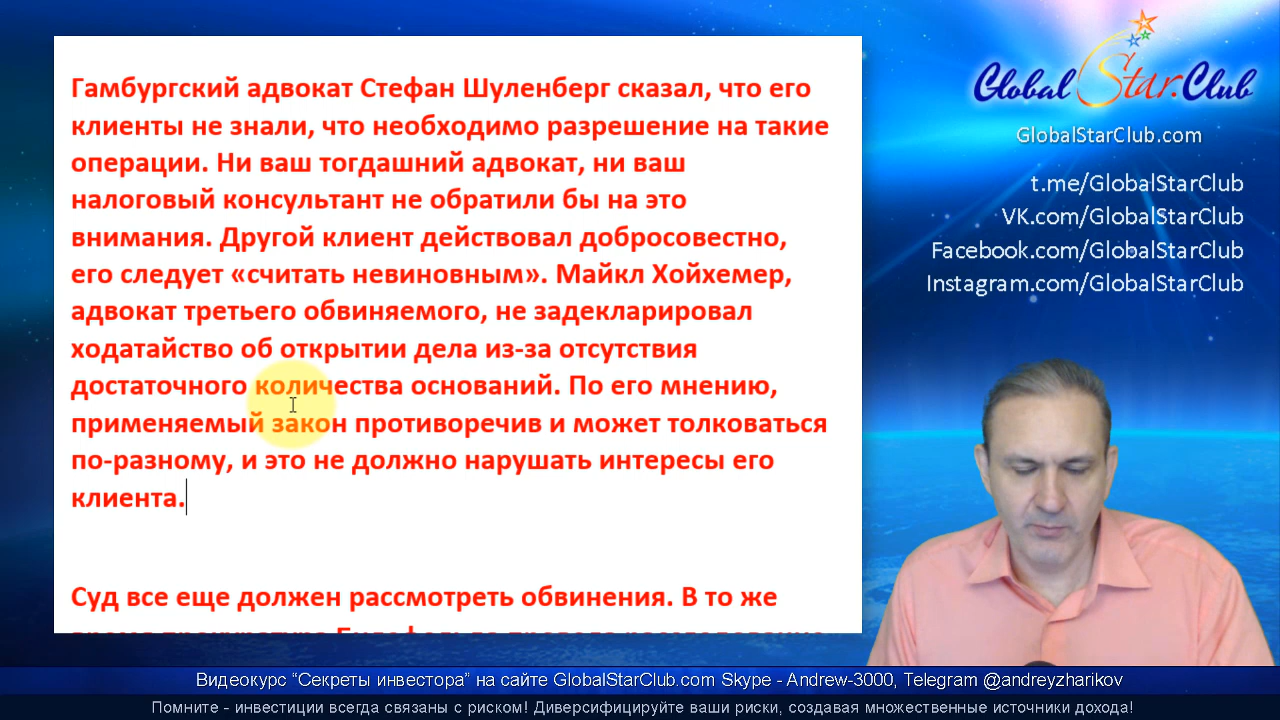 Гамбургский адвокат Стефан Шуленберг сказал, что его
клиенты не знали, что необходимо разрешение на такие
операции. Ни ваш тогдашний адвокат, ни ваш
налоговый консультант не обратили бы на это
внимания. Другой клиент действовал добросовестно,
его следует «считать невиновным». Майкл Хойхемер,
адвокат третьего обвиняемого, не задекларировал
ходатайство об открытии дела из-за отсутствия
достаточного количества оснований. По его мнению,
применяемый закон противоречив и может толковаться
по-разному, и это не должно нарушать интересы его
клиента.
Суд все еще должен рассмотреть обвинения. В то же
Global Star.Club
GlobalStarClub.com
t.me/GlobalStarClub
VK.com/GlobalStarClub
Facebook.com/GlobalStarClub
Instagram.com/GlobalStarClub
Видеокурс “Секреты инвестора” на сайте GlobalStarClub.com Skype - Andrew-3000, Telegram @andreyzharikov
Помните - инвестиции всегда связаны с риском! Диверсифицируйте ваши риски, создавая множественные источники дохода!